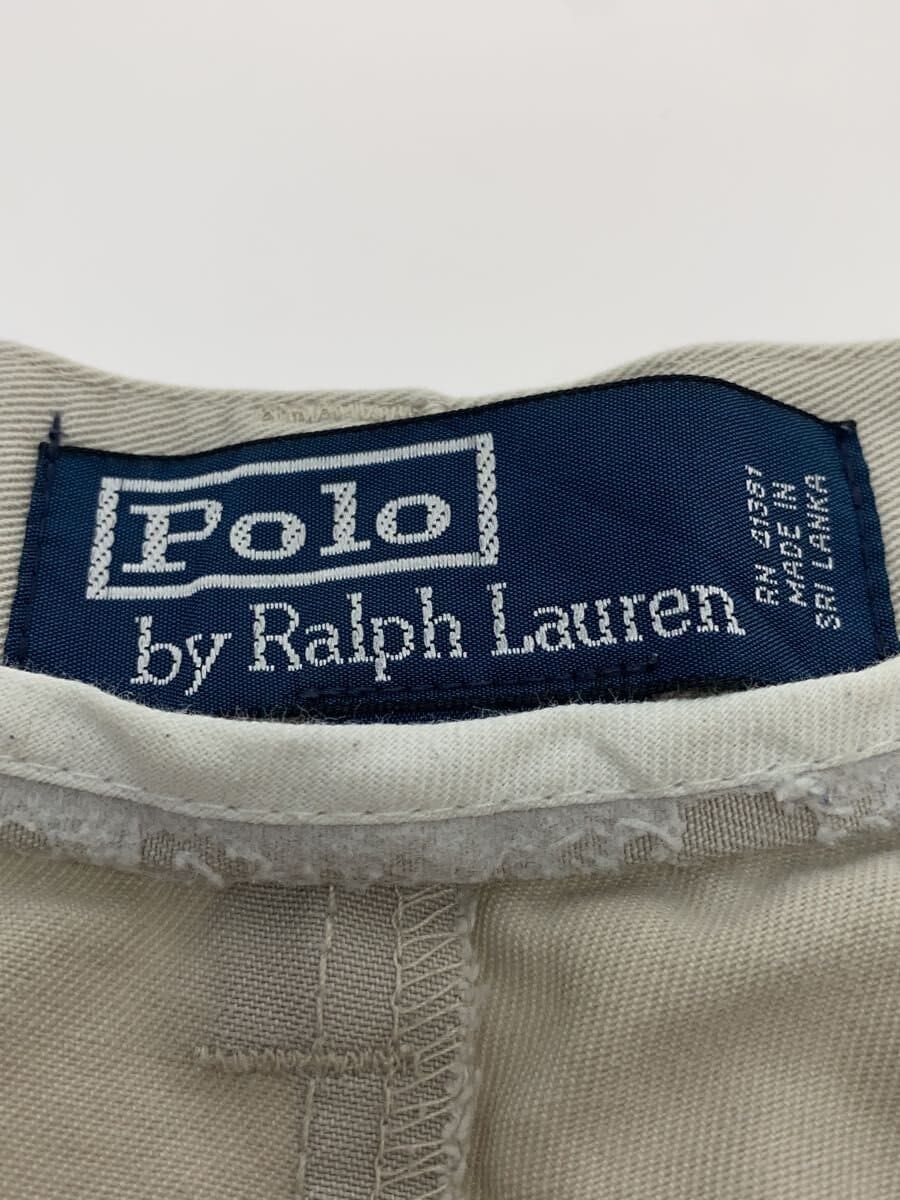 Polo
by Ralph Lauren
RN 41381
MADE IN
SRI LANKA